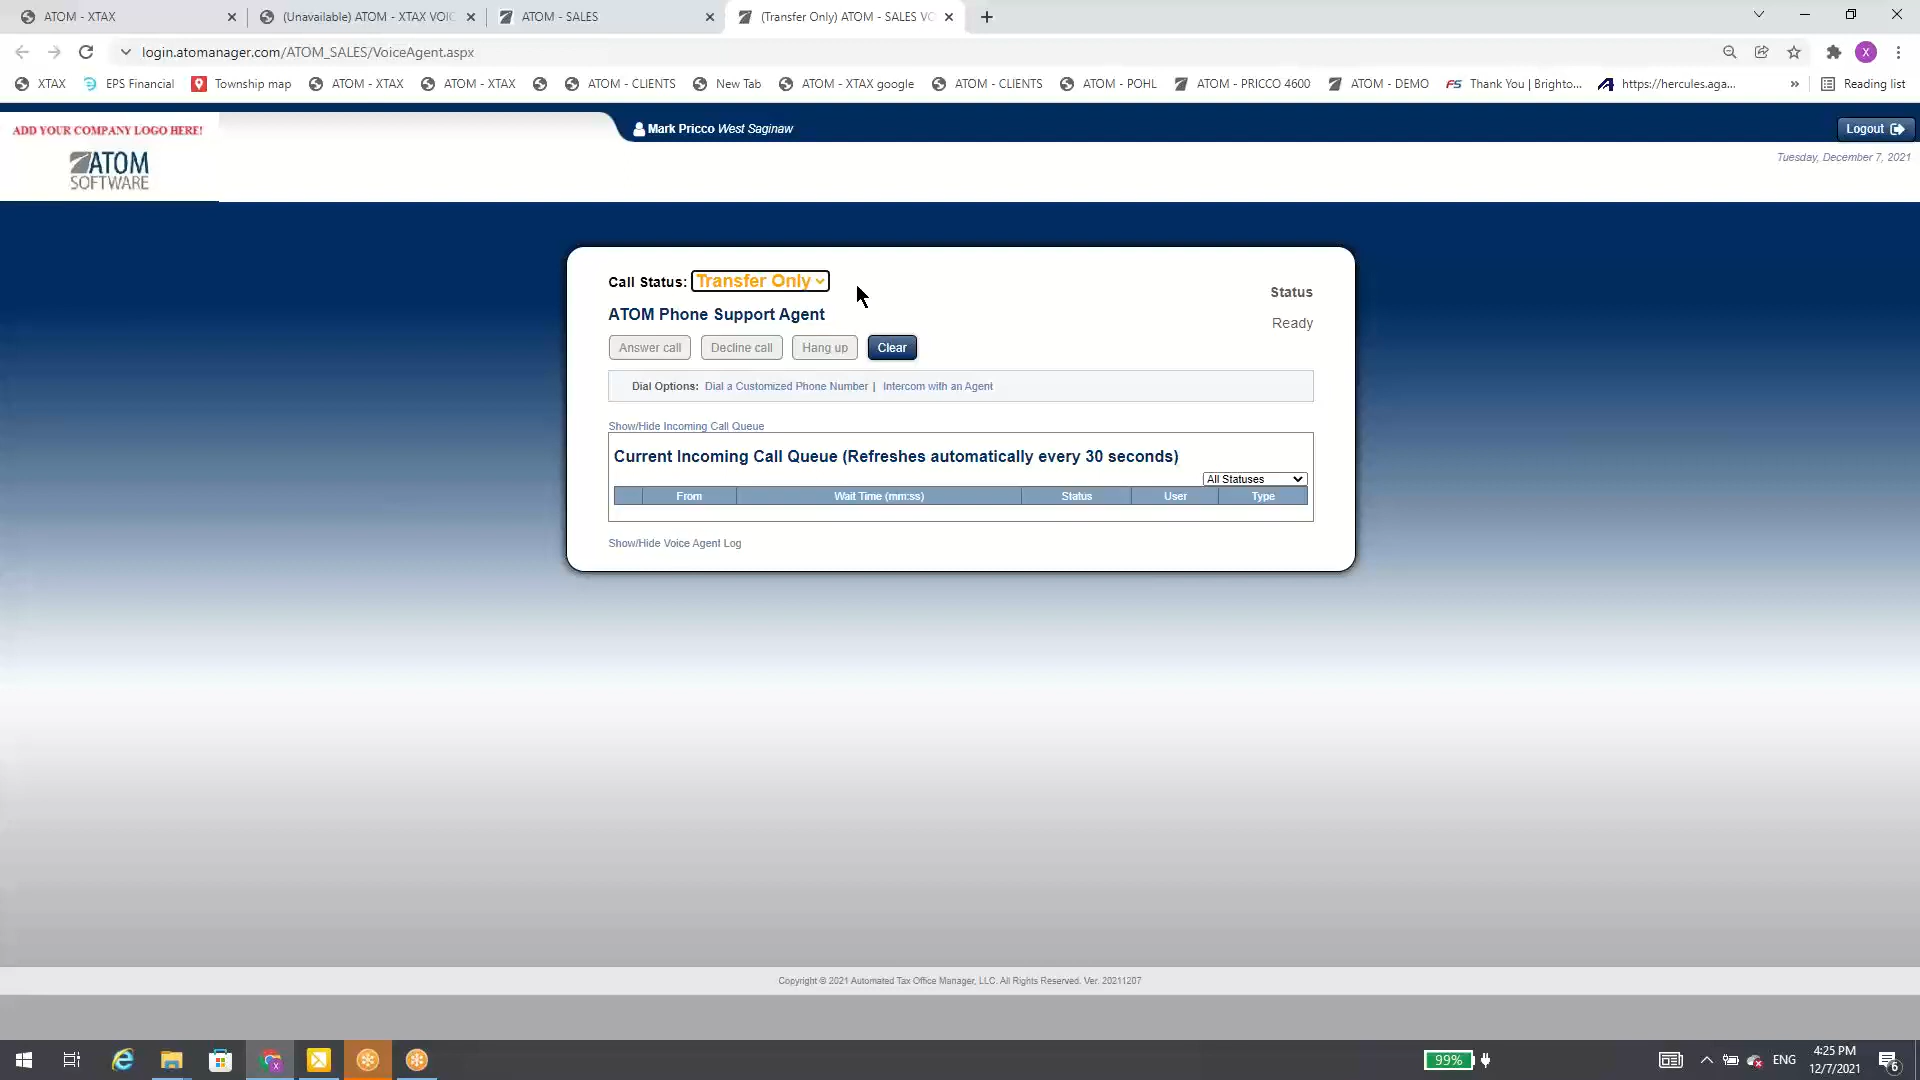 ATOM - XTAX
(Unavailable) ATOM - XTAX VOIC
ATOM - SALES
(Transfer Only) ATOM - SALES VO
login.atomanager.com/ATOM_SALES/VoiceAgent.aspx
X
XTAX
EPS Financial
Township map
ATOM - XTAX
ATOM - XTAX
ATOM - CLIENTS
New Tab
ATOM - XTAX google
ATOM - CLIENTS
ATOM - POHL
ATOM - PRICCO 4600
ATOM - DEMO
FS
Thank You | Brighto...
https://hercules.aga...
»
Reading list
ADD YOUR COMPANY LOGO HERE!
ATOM
SOFTWARE
Mark Pricco West Saginaw
Logout
Tuesday, December 7, 2021
Call Status: Transfer Only
Status
ATOM Phone Support Agent
Ready
Answer call
Decline call
Hang up
Clear
Dial Options: Dial a Customized Phone Number | Intercom with an Agent
Show/Hide Incoming Call Queue
Current Incoming Call Queue (Refreshes automatically every 30 seconds)
All Statuses
From
Wait Time (mm:ss)
Status
User
Type
Show/Hide Voice Agent Log
Copyright © 2021 Automated Tax Office Manager, LLC. All Rights Reserved. Ver. 20211207
99%
ENG
4:25 PM
12/7/2021
6